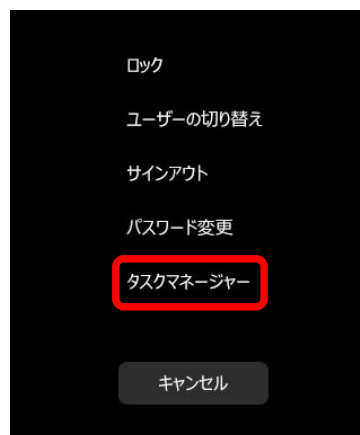 ロック
ユーザーの切り替え
サインアウト
パスワード変更
タスクマネージャー
キャンセル